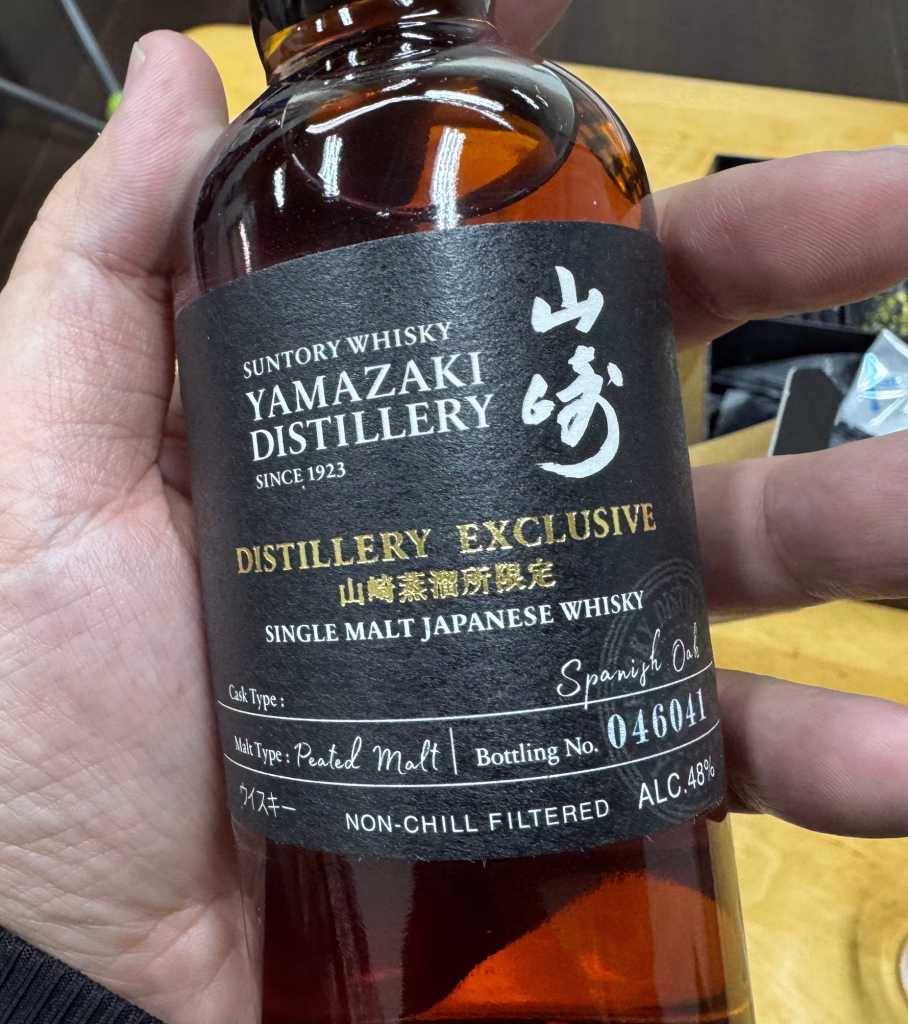 SUNTORY WHISKY
YAMAZAKI
DISTILLERY
SINCE 1923
山崎
DISTILLERY EXCLUSIVE
山崎蒸溜所限定
SINGLE MALT JAPANESE WHISKY
Cask Type : Spanish Oak
Malt Type : Peated Malt Bottling No. 046041
ウイスキー NON-CHILL FILTERED ALC.48%